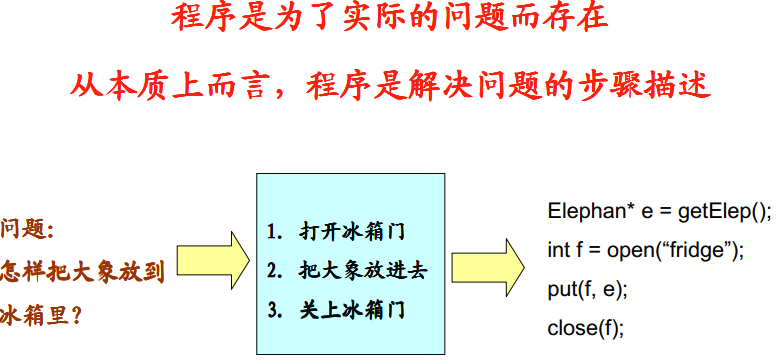 程序是为了实际的问题而存在
从本质上而言，程序是解决问题的步骤描述
问题：
怎样把大象放到
冰箱里？
1. 打开冰箱门
2. 把大象放进去
3. 关上冰箱门
Elephan* e = getElep();
int f = open(“fridge”);
put(f, e);
close(f);